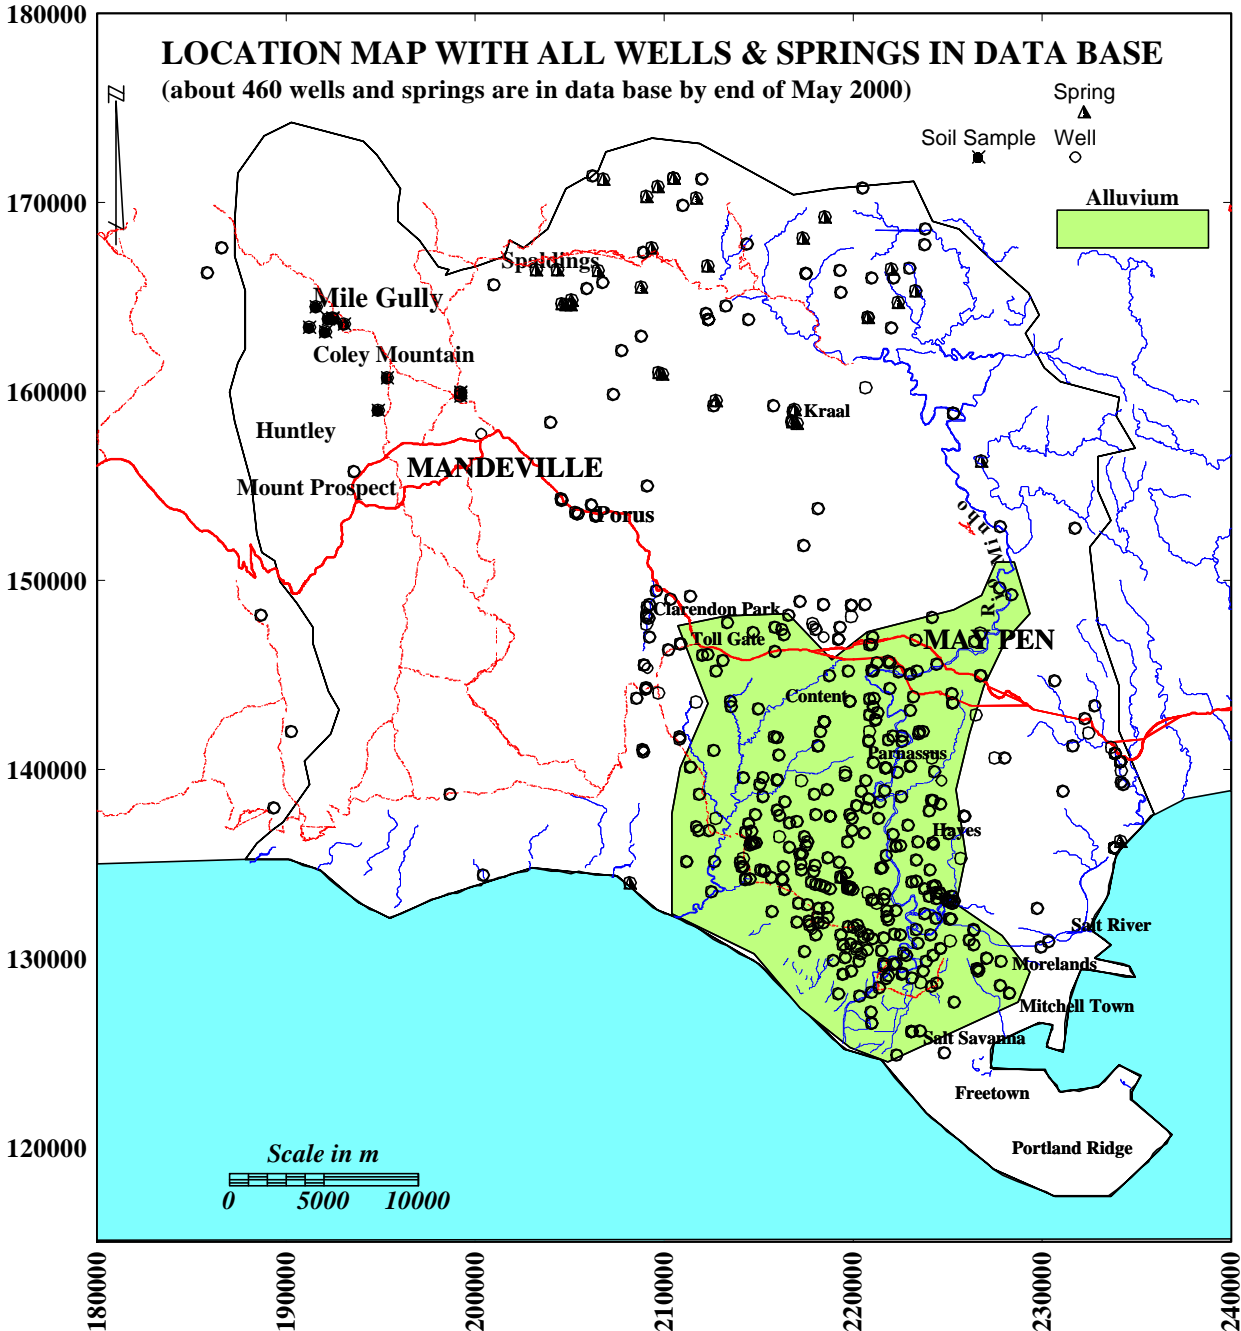 180000
LOCATION MAP WITH ALL WELLS & SPRINGS IN DATA BASE
(about 460 wells and springs are in data base by end of May 2000)
Spring
Soil Sample
Well
N
Alluvium
170000
Spaldings
Mile Gully
Coley Mountain
160000
Kraal
Huntley
MANDEVILLE
Mount Prospect
Porus
R. Minho
150000
Clarendon Park
Toll Gate
MAY PEN
Content
Parnassus
140000
Hayes
Salt River
130000
Morelands
Mitchell Town
Salt Savanna
Freetown
120000
Portland Ridge
Scale in m
0 5000 10000
180000 190000 200000 210000 220000 230000 240000